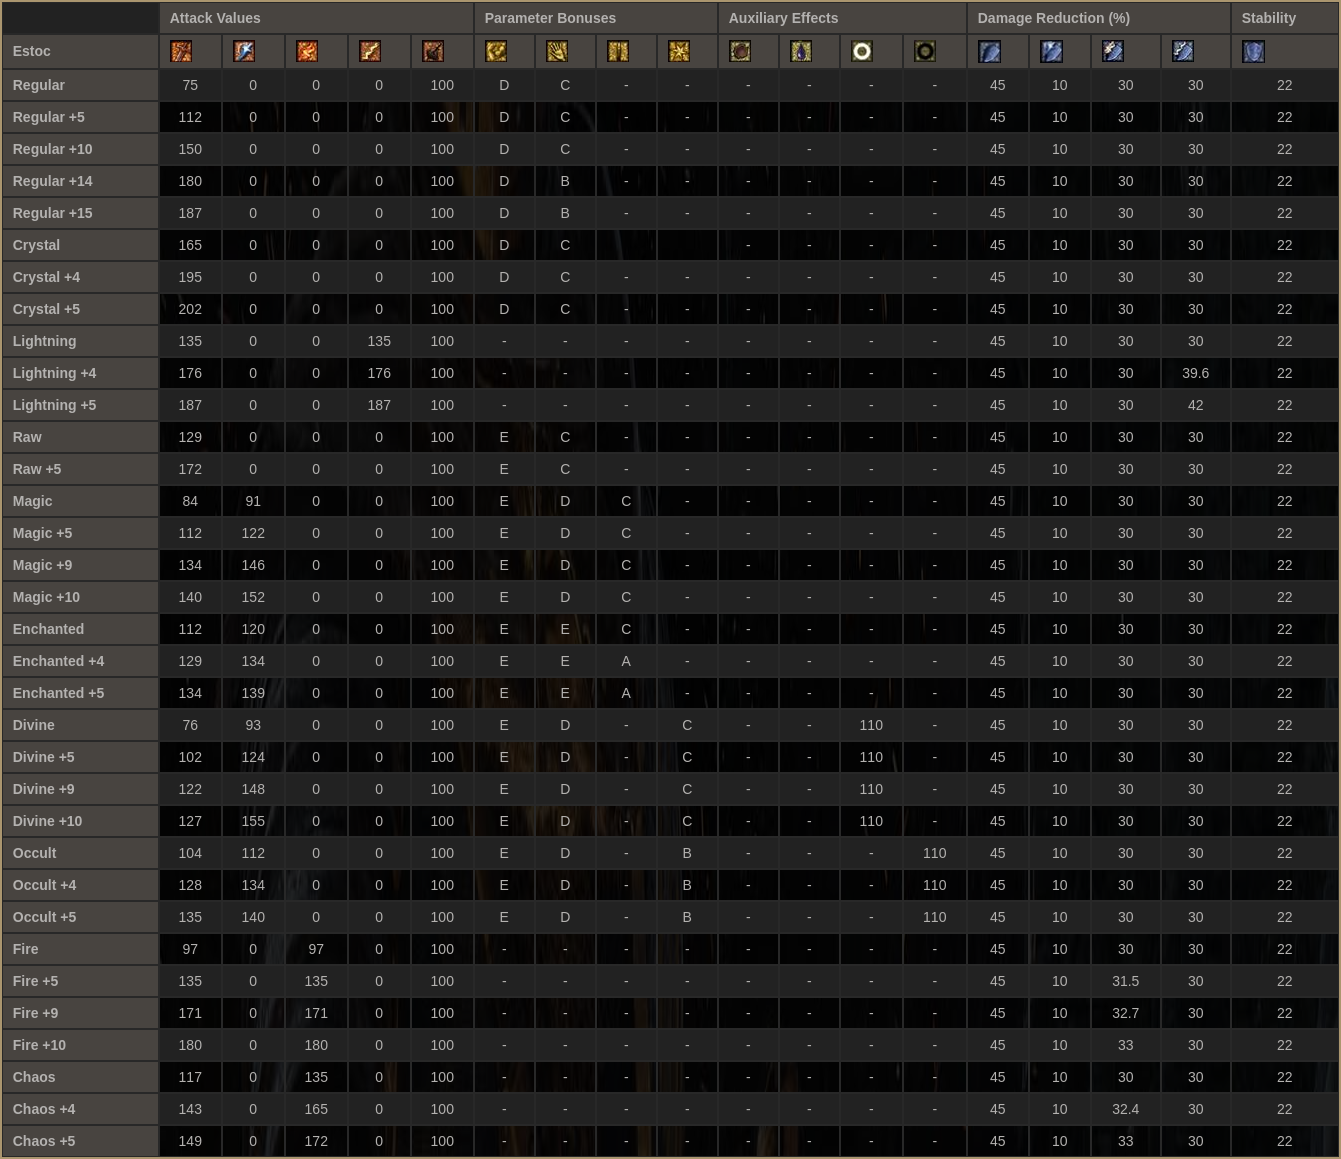 Attack Values Parameter Bonuses Auxiliary Effects Damage Reduction (%) Stability
Estoc
Regular 75 0 0 0 100 D C - - - - - - 45 10 30 30 22
Regular +5 112 0 0 0 100 D C - - - - - - 45 10 30 30 22
Regular +10 150 0 0 0 100 D C - - - - - - 45 10 30 30 22
Regular +14 180 0 0 0 100 D B - - - - - - 45 10 30 30 22
Regular +15 187 0 0 0 100 D B - - - - - - 45 10 30 30 22
Crystal 165 0 0 0 100 D C - - - - 45 10 30 30 22
Crystal +4 195 0 0 0 100 D C - - - - - - 45 10 30 30 22
Crystal +5 202 0 0 0 100 D C - - - - - - 45 10 30 30 22
Lightning 135 0 0 135 100 - - - - - - - - 45 10 30 30 22
Lightning +4 176 0 0 176 100 - - - - - - - - 45 10 30 39.6 22
Lightning +5 187 0 0 187 100 - - - - - - - - 45 10 30 42 22
Raw 129 0 0 0 100 E C - - - - - - 45 10 30 30 22
Raw +5 172 0 0 0 100 E C - - - - - - 45 10 30 30 22
Magic 84 91 0 0 100 E D C - - - - - 45 10 30 30 22
Magic +5 112 122 0 0 100 E D C - - - - - 45 10 30 30 22
Magic +9 134 146 0 0 100 E D C - - - - - 45 10 30 30 22
Magic +10 140 152 0 0 100 E D C - - - - - 45 10 30 30 22
Enchanted 112 120 0 0 100 E E C - - - - - 45 10 30 30 22
Enchanted +4 129 134 0 0 100 E E A - - - - - 45 10 30 30 22
Enchanted +5 134 139 0 0 100 E E A - - - - - 45 10 30 30 22
Divine 76 93 0 0 100 E D - C - - 110 - 45 10 30 30 22
Divine +5 102 124 0 0 100 E D - C - - 110 - 45 10 30 30 22
Divine +9 122 148 0 0 100 E D - C - - 110 - 45 10 30 30 22
Divine +10 127 155 0 0 100 E D - C - - 110 - 45 10 30 30 22
Occult 104 112 0 0 100 E D - B - - - 110 45 10 30 30 22
Occult +4 128 134 0 0 100 E D - B - - - 110 45 10 30 30 22
Occult +5 135 140 0 0 100 E D - B - - - 110 45 10 30 30 22
Fire 97 0 97 0 100 - - - - - - - - 45 10 30 30 22
Fire +5 135 0 135 0 100 - - - - - - - - 45 10 31.5 30 22
Fire +9 171 0 171 0 100 - - - - - - - - 45 10 32.7 30 22
Fire +10 180 0 180 0 100 - - - - - - - - 45 10 33 30 22
Chaos 117 0 135 0 100 - - - - - - - - 45 10 30 30 22
Chaos +4 143 0 165 0 100 - - - - - - - - 45 10 32.4 30 22
Chaos +5 149 0 172 0 100 - - - - - - - - 45 10 33 30 22